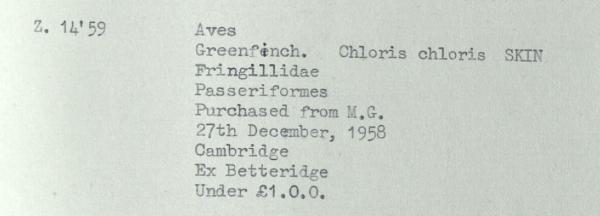 Z. 14'59 Aves
Greenfinch. Chloris chloris SKIN
Fringillidae
Passeriformes
Purchased from M.G.
27th December, 1958
Cambridge
Ex Betteridge
Under £1.0.0.